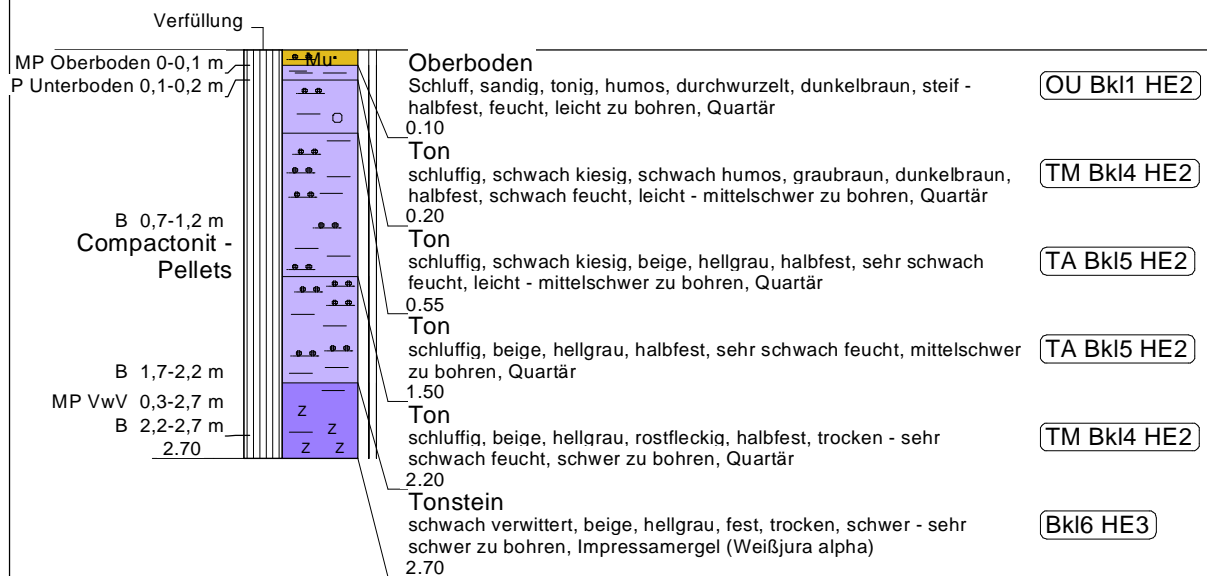 Verfüllung
MP Oberboden 0-0,1 m
P Unterboden 0,1-0,2 m
B 0,7-1,2 m
Compactonit -
Pellets
B 1,7-2,2 m
MP VwV 0,3-2,7 m
B 2,2-2,7 m
2.70
Mu
Z
Z
Z Z
Oberboden
Schluff, sandig, tonig, humos, durchwurzelt, dunkelbraun, steif -
halbfest, feucht, leicht zu bohren, Quartär
0.10
OU Bkl1 HE2
Ton
schluffig, schwach kiesig, schwach humos, graubraun, dunkelbraun,
halbfest, schwach feucht, leicht - mittelschwer zu bohren, Quartär
0.20
TM Bkl4 HE2
Ton
schluffig, schwach kiesig, beige, hellgrau, halbfest, sehr schwach
feucht, leicht - mittelschwer zu bohren, Quartär
0.55
TA Bkl5 HE2
Ton
schluffig, beige, hellgrau, halbfest, sehr schwach feucht, mittelschwer
zu bohren, Quartär
1.50
TA Bkl5 HE2
Ton
schluffig, beige, hellgrau, rostfleckig, halbfest, trocken - sehr
schwach feucht, schwer zu bohren, Quartär
2.20
TM Bkl4 HE2
Tonstein
schwach verwittert, beige, hellgrau, fest, trocken, schwer - sehr
schwer zu bohren, Impressamergel (Weißjura alpha)
2.70
Bkl6 HE3